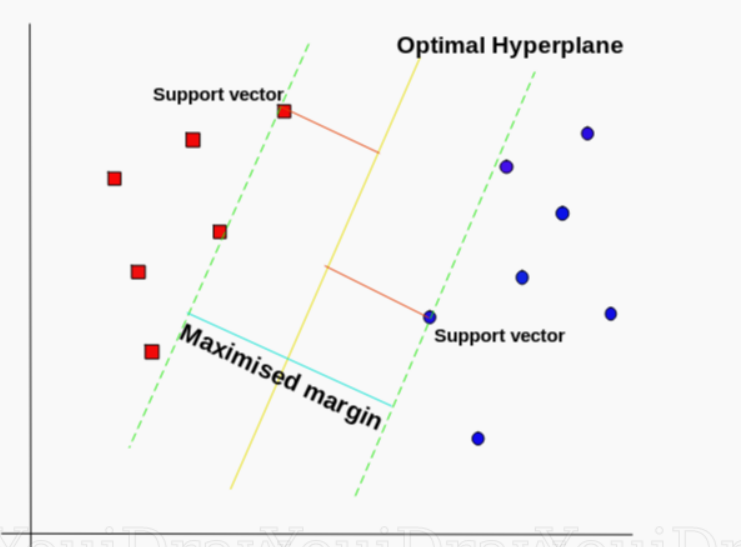 Optimal Hyperplane
Support vector
Support vector
Maximised margin